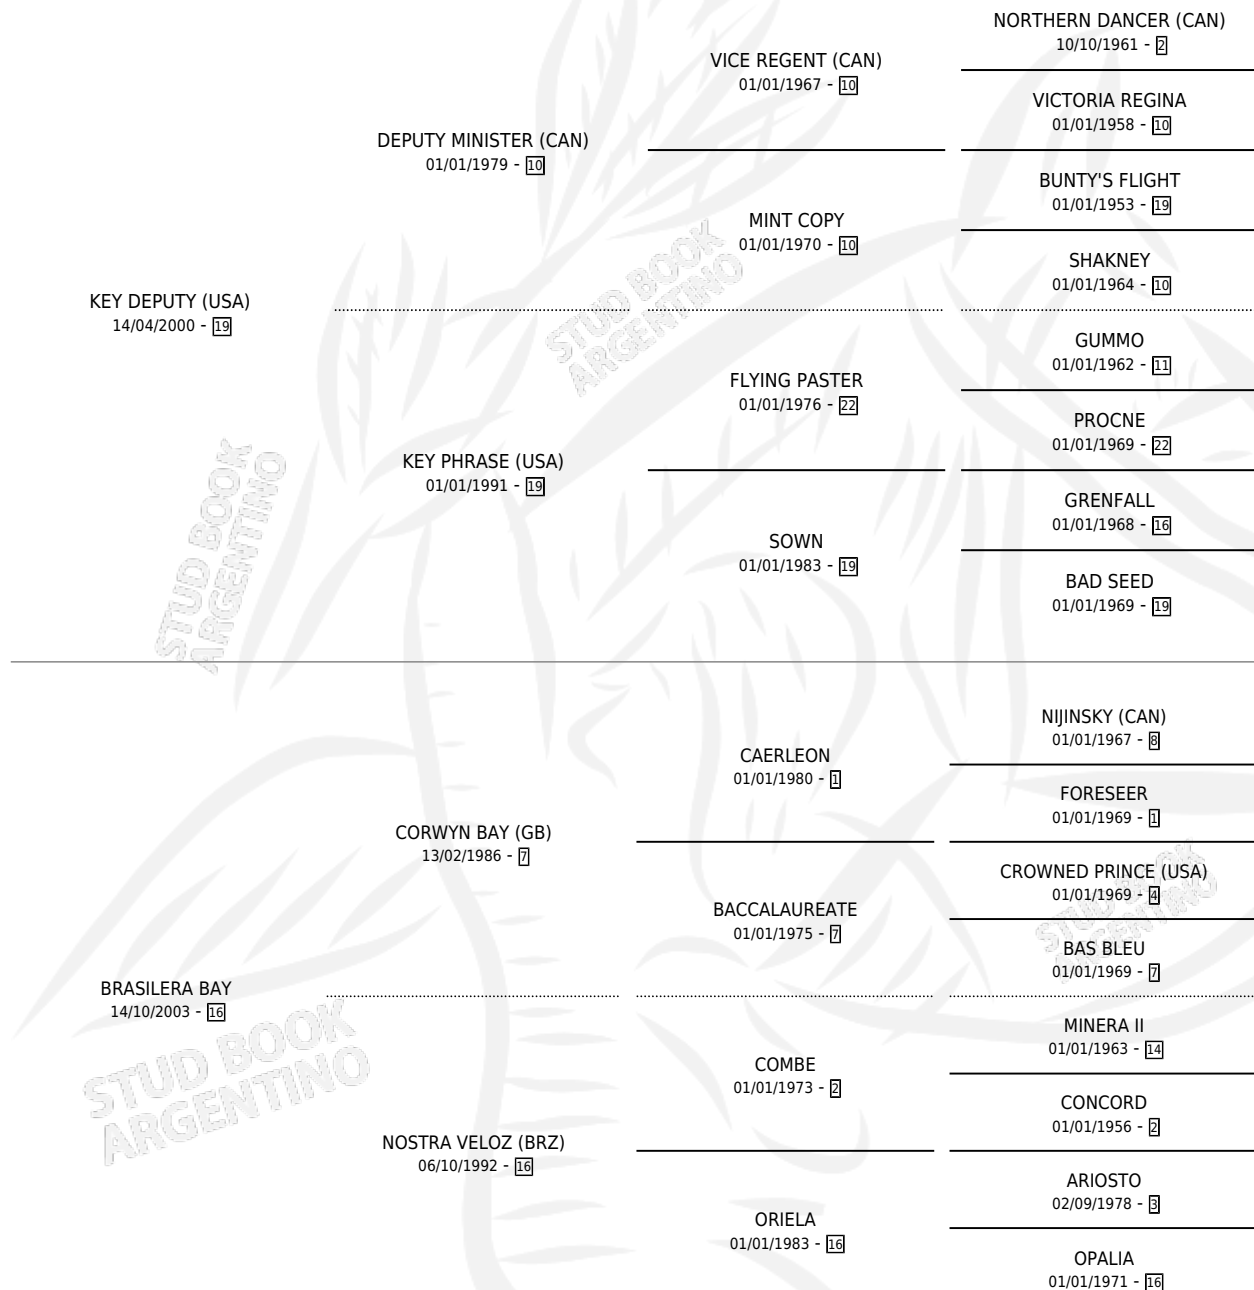 NORTHERN DANCER (CAN)
10/10/1961 - 2
VICE REGENT (CAN)
01/01/1967 - 10
VICTORIA REGINA
01/01/1958 - 10
DEPUTY MINISTER (CAN)
01/01/1979 - 10
BUNTY'S FLIGHT
01/01/1953 - 19
MINT COPY
01/01/1970 - 10
SHAKNEY
01/01/1964 - 10
KEY DEPUTY (USA)
14/04/2000 - 19
GUMMO
01/01/1962 - 11
FLYING PASTER
01/01/1976 - 22
PROCNE
01/01/1969 - 22
KEY PHRASE (USA)
01/01/1991 - 19
GRENFALL
01/01/1968 - 16
SOWN
01/01/1983 - 19
BAD SEED
01/01/1969 - 19
STUD BOOK
ARGENTINO
STUD BOOK
ARGENTINO
NIJINSKY (CAN)
01/01/1967 - 8
CAERLEON
01/01/1980 - 1
FORESEER
01/01/1969 - 1
CORWYN BAY (GB)
13/02/1986 - 7
CROWNED PRINCE (USA)
01/01/1969 - 4
BACCALAUREATE
01/01/1975 - 7
BAS BLEU
01/01/1969 - 7
STUD BOOK
ARGENTINO
BRASILERA BAY
14/10/2003 - 16
MINERA II
01/01/1963 - 14
COMBE
01/01/1973 - 2
CONCORD
01/01/1956 - 2
STUD BOOK
ARGENTINO
NOSTRA VELOZ (BRZ)
06/10/1992 - 16
ARIOSTO
02/09/1978 - 3
ORIELA
01/01/1983 - 16
OPALIA
01/01/1971 - 16